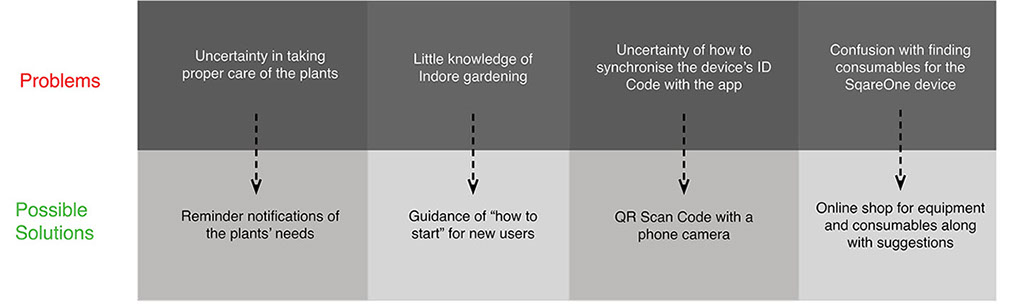 Problems
Uncertainty in taking
proper care of the plants
Little knowledge of
Indore gardening
Uncertainty of how to
synchronise the device's ID
Code with the app
Confusion with finding
consumables for the
SqareOne device
Possible
Solutions
Reminder notifications of
the plants' needs
Guidance of "how to
start" for new users
QR Scan Code with a
phone camera
Online shop for equipment
and consumables along
with suggestions